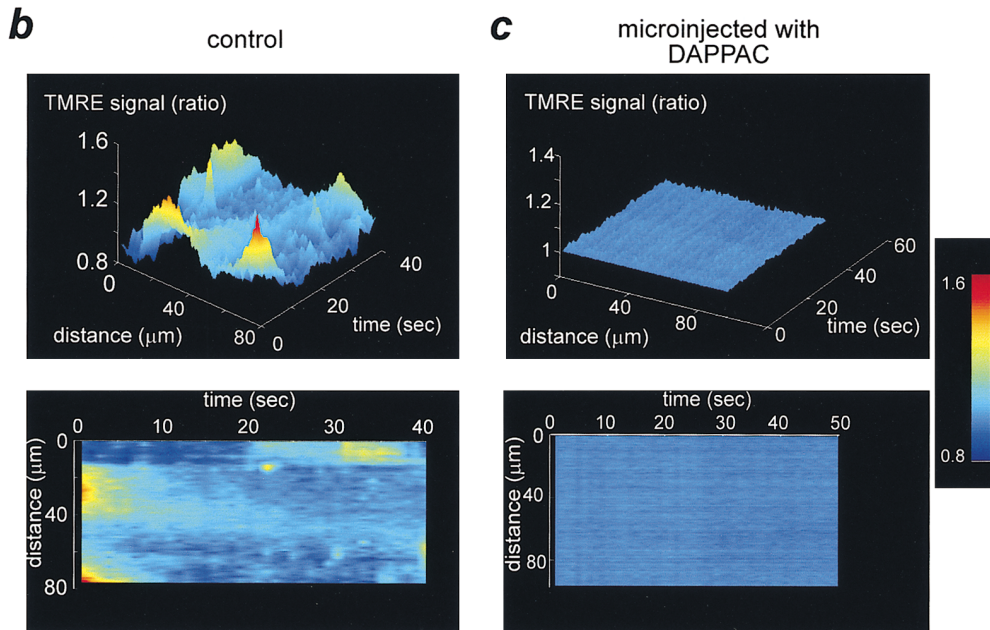 b
control
TMRE signal (ratio)
1.6
1.2
0.8
0
40
80
distance (μm)
0
20
40
time (sec)
time (sec)
0 10 20 30 40
0
40
80
distance (μm)
c
microinjected with
DAPPAC
TMRE signal (ratio)
1.4
1.2
1
0
40
80
distance (μm)
0
20
40
60
time (sec)
time (sec)
0 10 20 30 40 50
0
40
80
distance (μm)
1.6
0.8